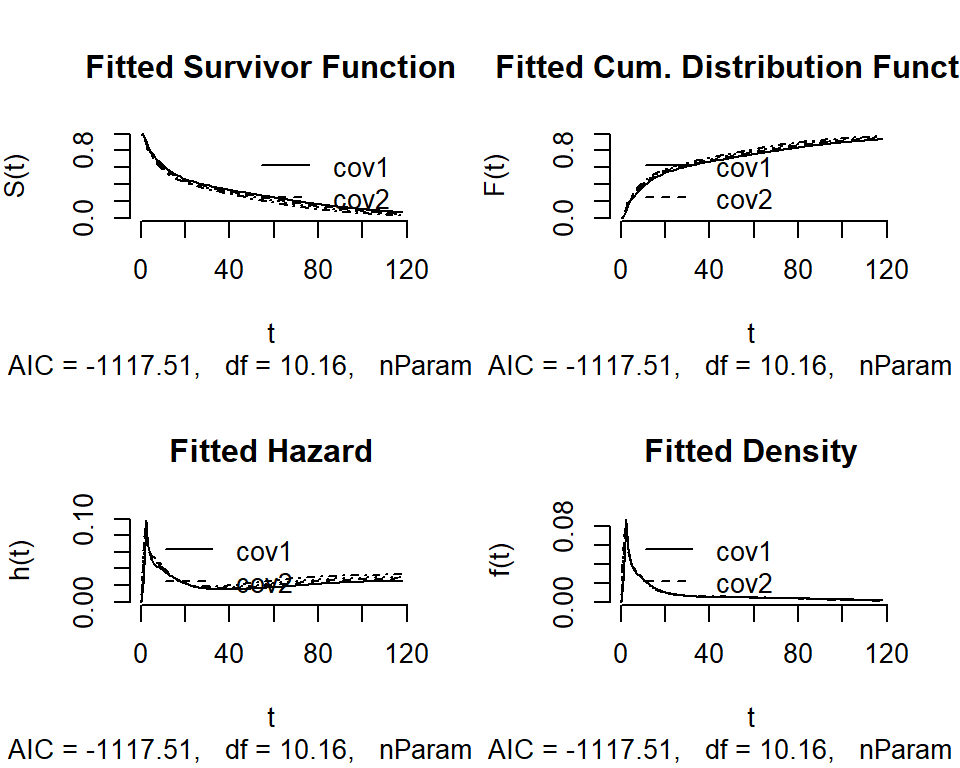 Fitted Survivor Function
S(t)
0.0 0.8
cov1
cov2
0 40 80 120
t
AIC = -1117.51, df = 10.16, nParam
Fitted Cum. Distribution Funct
F(t)
0.0 0.8
cov1
cov2
0 40 80 120
t
AIC = -1117.51, df = 10.16, nParam
Fitted Hazard
h(t)
0.00 0.10
cov1
cov2
0 40 80 120
t
AIC = -1117.51, df = 10.16, nParam
Fitted Density
f(t)
0.00 0.08
cov1
cov2
0 40 80 120
t
AIC = -1117.51, df = 10.16, nParam